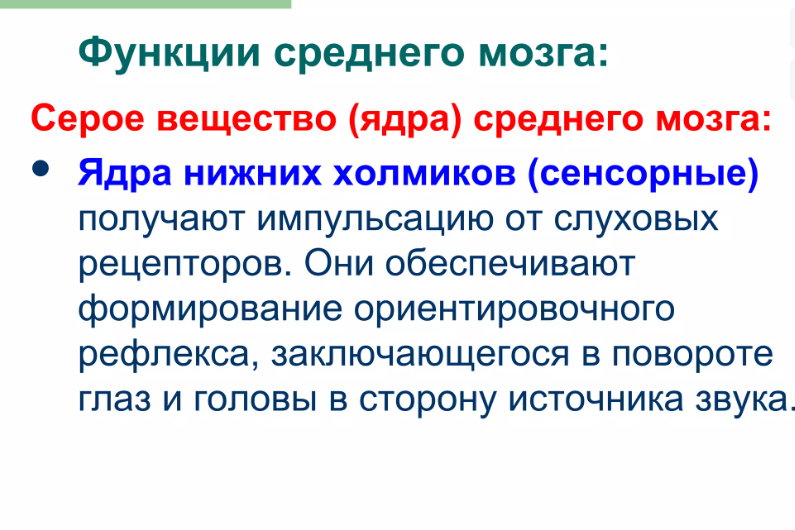 Функции среднего мозга:
Серое вещество (ядра) среднего мозга:
• Ядра нижних холмиков (сенсорные)
получают импульсацию от слуховых
рецепторов. Они обеспечивают
формирование ориентировочного
рефлекса, заключающегося в повороте
глаз и головы в сторону источника звука.